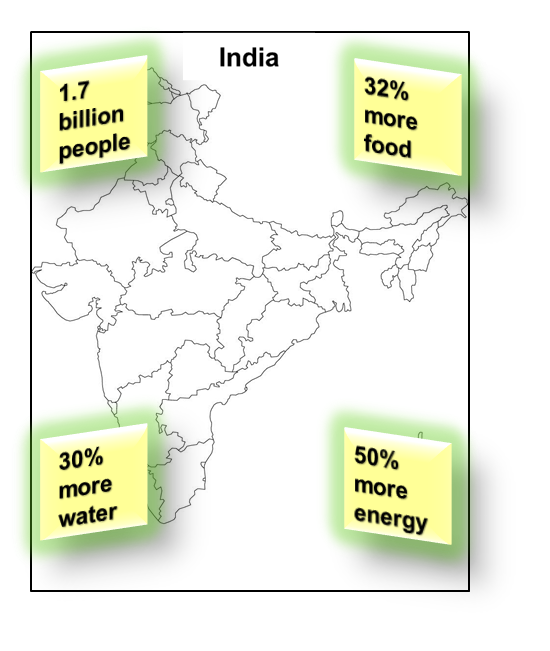 India
1.7
billion
people
32%
more
food
30%
more
water
50%
more
energy